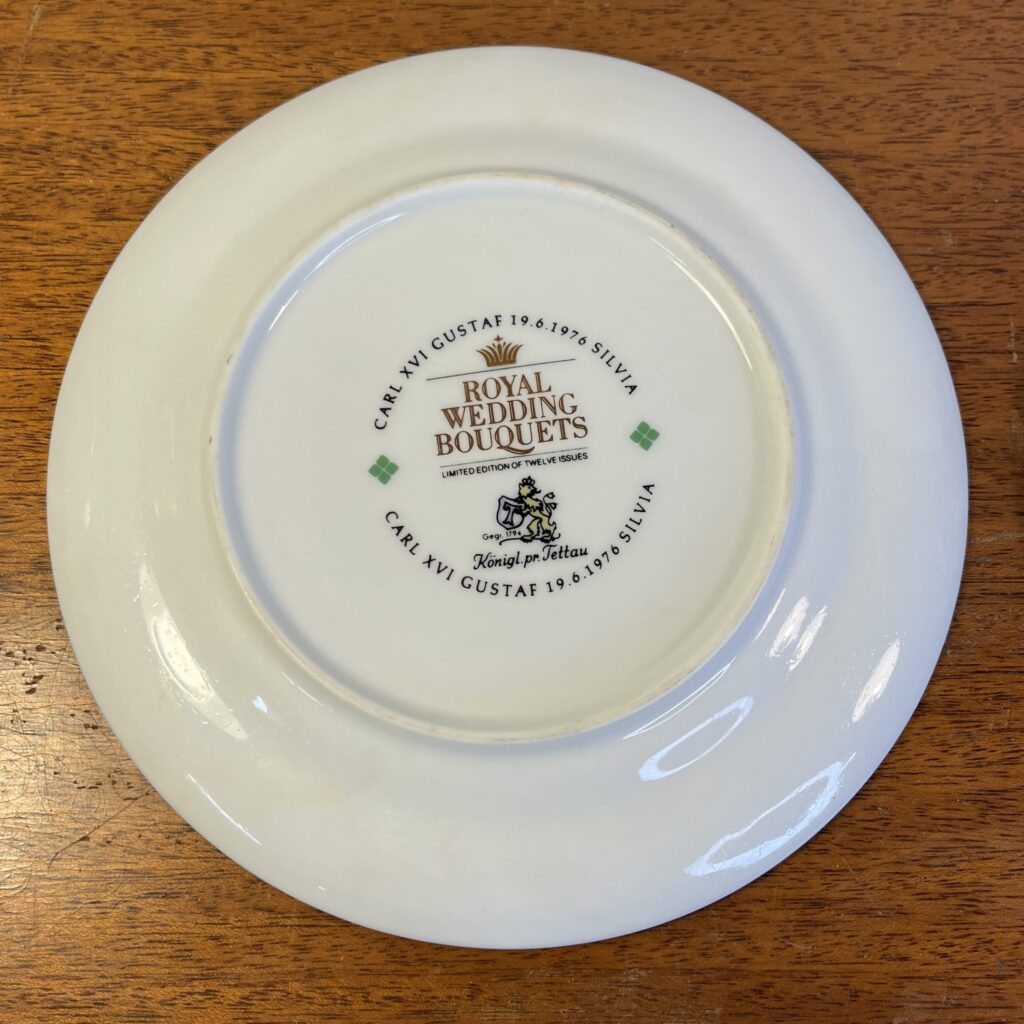 CARL XVI GUSTAF 19.6.1976 SILVIA
ROYAL
WEDDING
BOUQUETS
LIMITED EDITION OF TWELVE ISSUES
T
Gegr. 1794
Königl. pr. Tettau
CARL XVI GUSTAF 19.6.1976 SILVIA